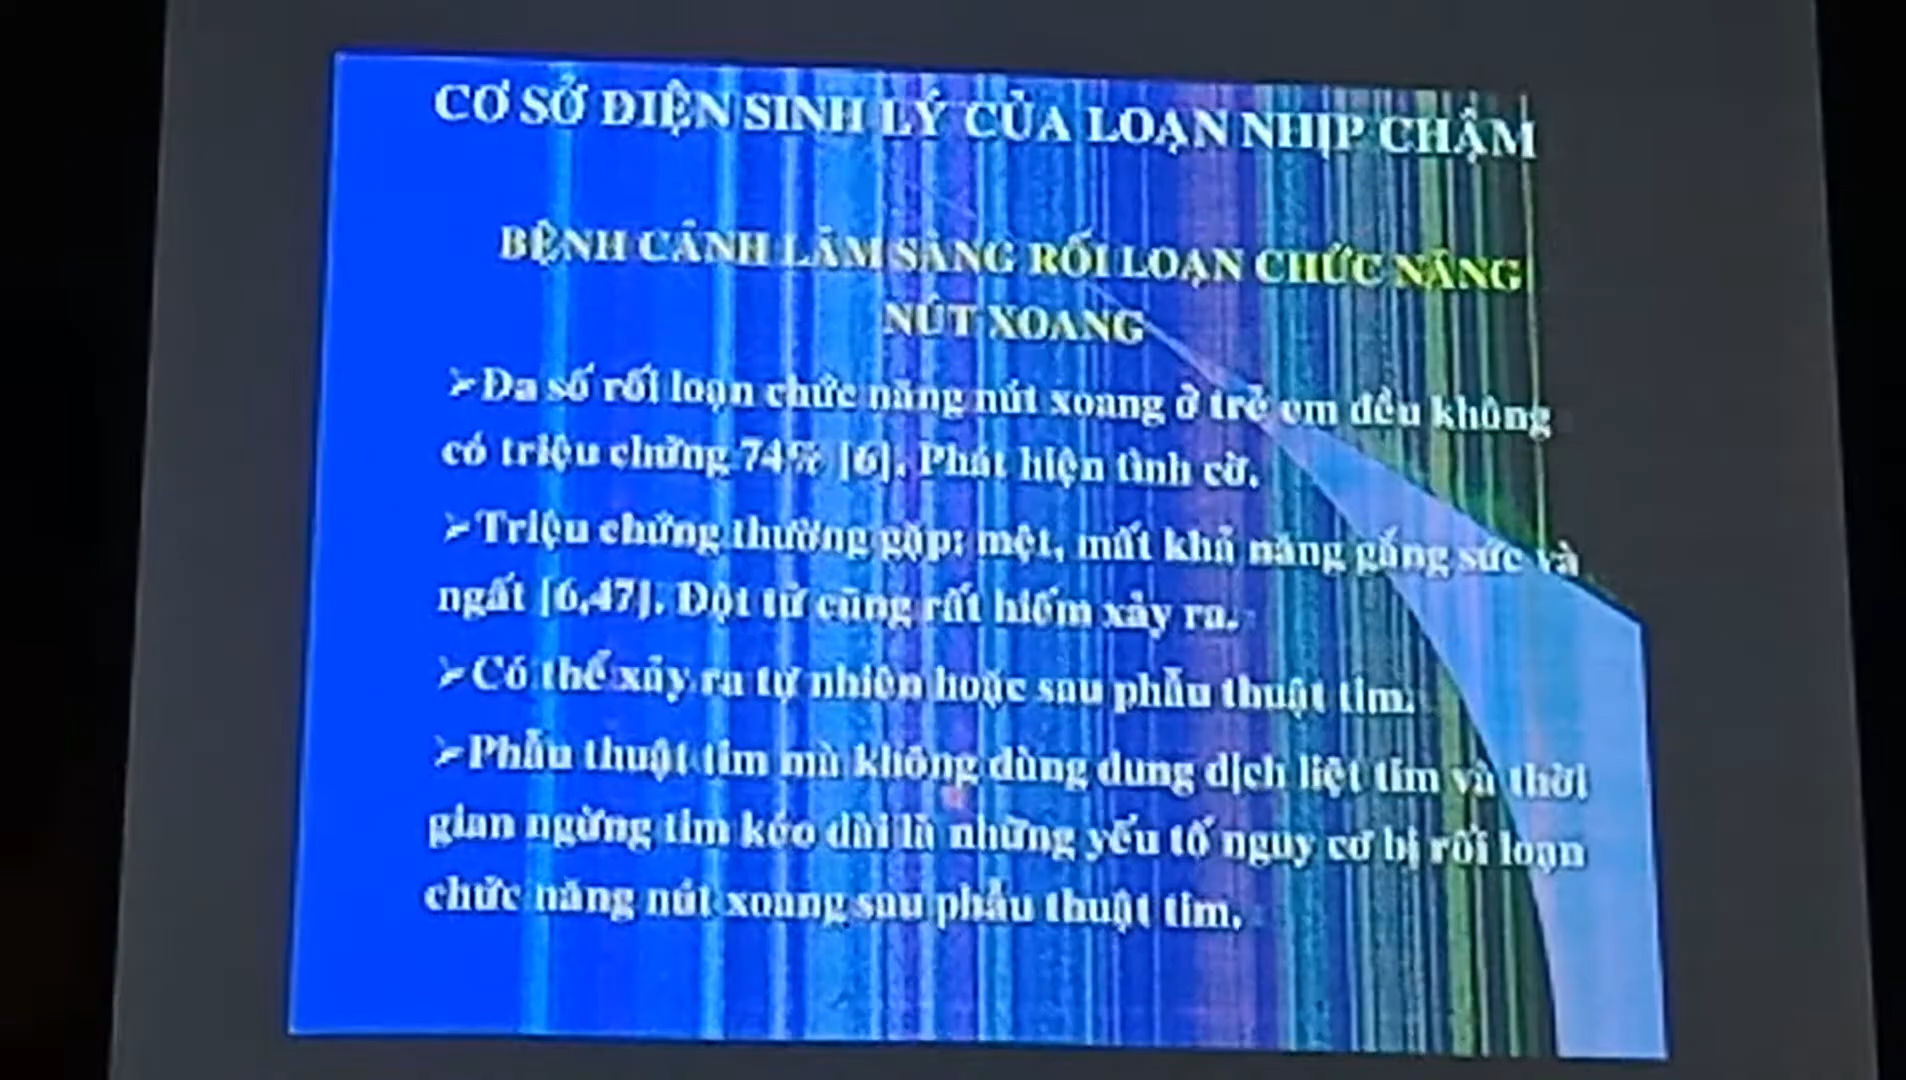 CƠ SỞ ĐIỆN SINH LÝ CỦA LOẠN NHỊP CHẬM
BỆNH CẢNH LÂM SÀNG RỐI LOẠN CHỨC NĂNG
NÚT XOANG
➢Đa số rối loạn chức năng nút xoang ở trẻ em đều không
có triệu chứng 74% [6]. Phát hiện tình cờ.
➢Triệu chứng thường gặp: mệt, mất khả năng gắng sức và
ngất [6,47]. Đột tử cũng rất hiếm xảy ra.
➢Có thể xảy ra tự nhiên hoặc sau phẫu thuật tim.
➢Phẫu thuật tim mà không dùng dung dịch liệt tim và thời
gian ngừng tim kéo dài là những yếu tố nguy cơ bị rối loạn
chức năng nút xoang sau phẫu thuật tim.